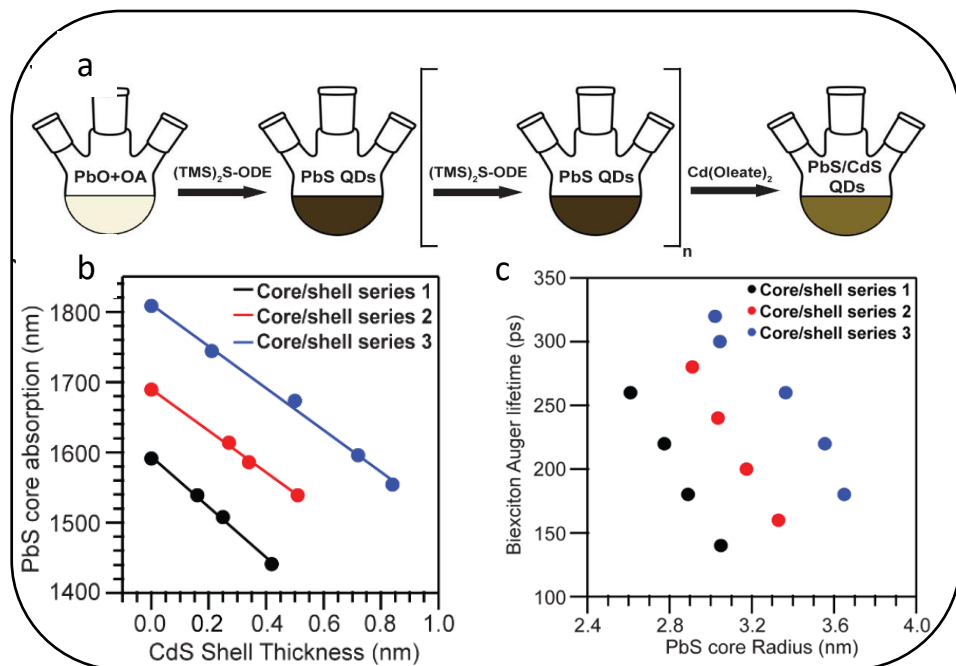 a
PbO+OA
(TMS)₂S-ODE
PbS QDs
(TMS)₂S-ODE
PbS QDs
n
Cd(Oleate)₂
PbS/CdS
QDs
b
Core/shell series 1
Core/shell series 2
Core/shell series 3
PbS core absorption (nm)
1800
1700
1600
1500
1400
0.0 0.2 0.4 0.6 0.8 1.0
CdS Shell Thickness (nm)
c
Core/shell series 1
Core/shell series 2
Core/shell series 3
Biexciton Auger lifetime (ps)
350
300
250
200
150
100
2.4 2.8 3.2 3.6 4.0
PbS core Radius (nm)